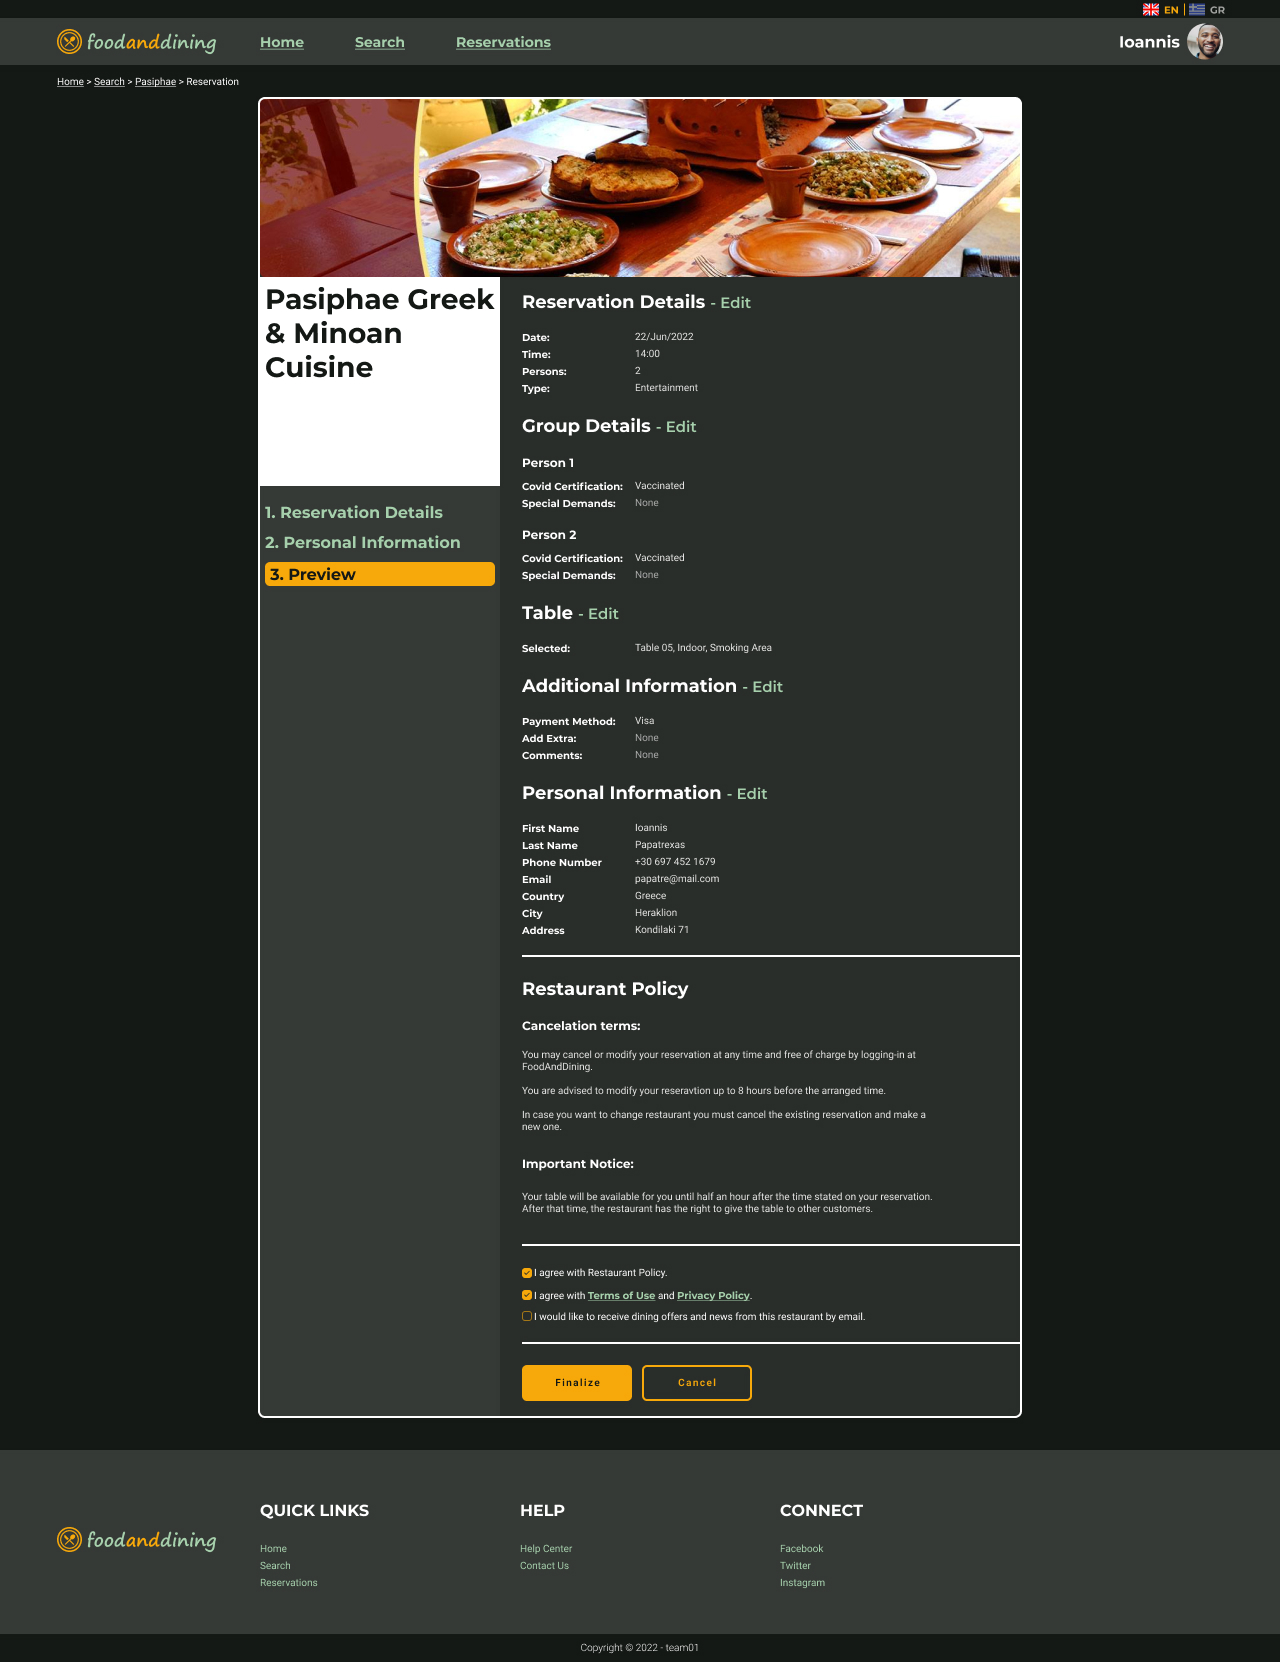 EN | GR
foodanddining Home Search Reservations Ioannis
Home > Search > Pasiphae > Reservation
Pasiphae Greek
& Minoan
Cuisine
1. Reservation Details
2. Personal Information
3. Preview
Reservation Details - Edit
Date: 22/Jun/2022
Time: 14:00
Persons: 2
Type: Entertainment
Group Details - Edit
Person 1
Covid Certification: Vaccinated
Special Demands: None
Person 2
Covid Certification: Vaccinated
Special Demands: None
Table - Edit
Selected: Table 05, Indoor, Smoking Area
Additional Information - Edit
Payment Method: Visa
Add Extra: None
Comments: None
Personal Information - Edit
First Name Ioannis
Last Name Papatrexas
Phone Number +30 697 452 1679
Email papatre@mail.com
Country Greece
City Heraklion
Address Kondilaki 71
Restaurant Policy
Cancelation terms:
You may cancel or modify your reservation at any time and free of charge by logging-in at
FoodAndDining.
You are advised to modify your reseravtion up to 8 hours before the arranged time.
In case you want to change restaurant you must cancel the existing reservation and make a
new one.
Important Notice:
Your table will be available for you until half an hour after the time stated on your reservation.
After that time, the restaurant has the right to give the table to other customers.
I agree with Restaurant Policy.
I agree with Terms of Use and Privacy Policy.
I would like to receive dining offers and news from this restaurant by email.
Finalize Cancel
foodanddining
QUICK LINKS
Home
Search
Reservations
HELP
Help Center
Contact Us
CONNECT
Facebook
Twitter
Instagram
Copyright © 2022 - team01